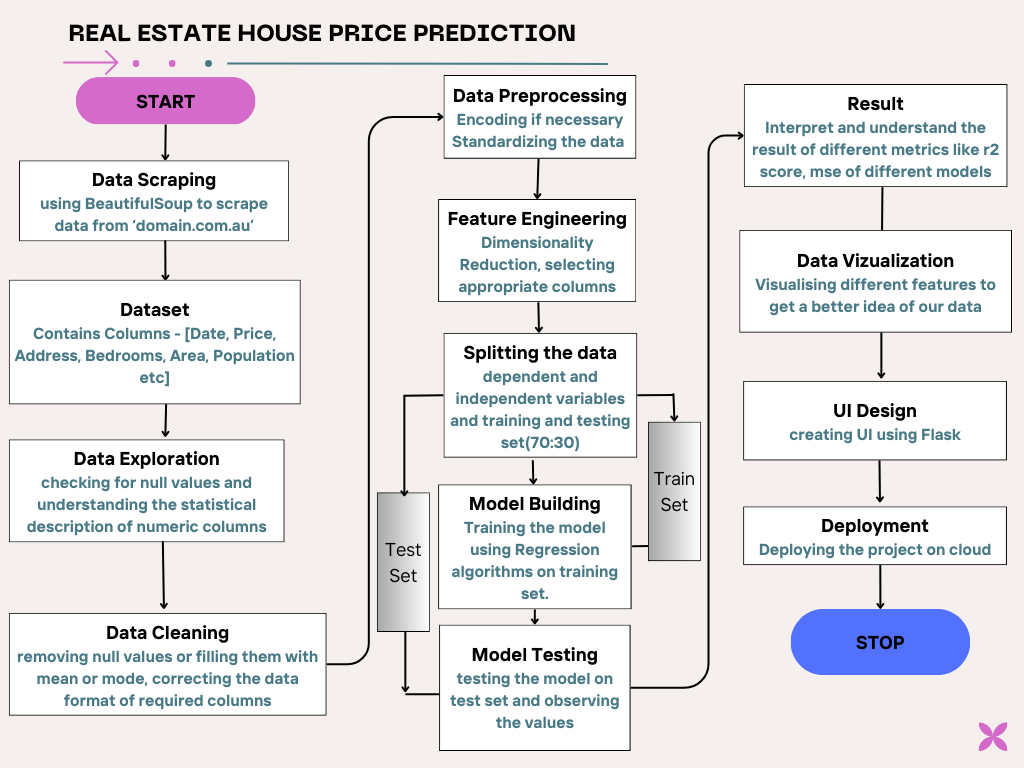 REAL ESTATE HOUSE PRICE PREDICTION
START
Data Scraping
using BeautifulSoup to scrape
data from ‘domain.com.au’
Dataset
Contains Columns - [Date, Price,
Address, Bedrooms, Area, Population
etc]
Data Exploration
checking for null values and
understanding the statistical
description of numeric columns
Data Cleaning
removing null values or filling them with
mean or mode, correcting the data
format of required columns
Data Preprocessing
Encoding if necessary
Standardizing the data
Feature Engineering
Dimensionality
Reduction, selecting
appropriate columns
Splitting the data
dependent and
independent variables
and training and testing
set(70:30)
Train
Set
Test
Set
Model Building
Training the model
using Regression
algorithms on training
set.
Model Testing
testing the model on
test set and observing
the values
Result
Interpret and understand the
result of different metrics like r2
score, mse of different models
Data Vizualization
Visualising different features to
get a better idea of our data
UI Design
creating UI using Flask
Deployment
Deploying the project on cloud
STOP